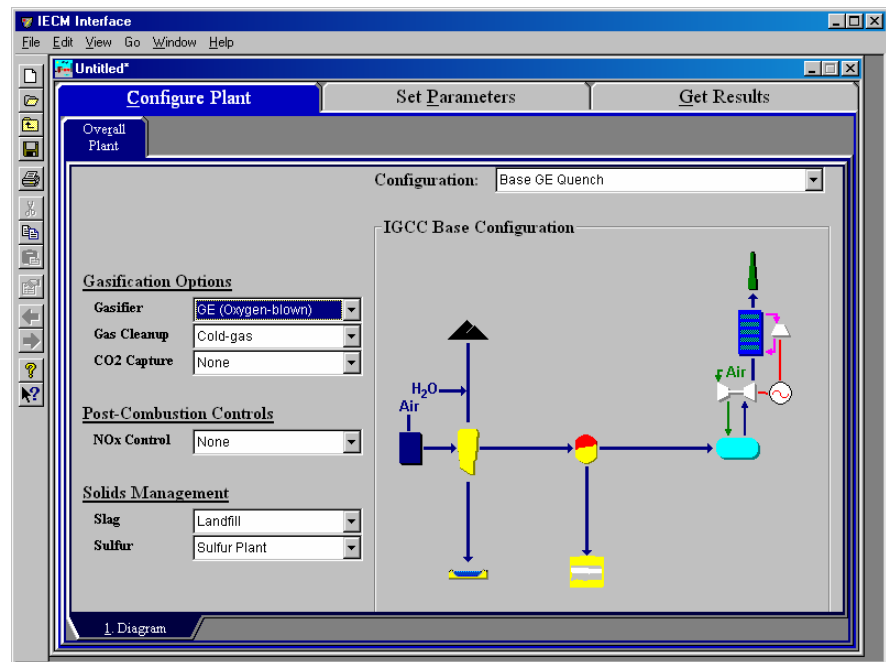 IECM Interface
File Edit View Go Window Help
Untitled*
Configure Plant Set Parameters Get Results
Overall
Plant
Configuration: Base GE Quench
IGCC Base Configuration
Gasification Options
Gasifier GE (Oxygen-blown)
Gas Cleanup Cold-gas
CO2 Capture None
Air
H2O
Air
Post-Combustion Controls
NOx Control None
Solids Management
Slag Landfill
Sulfur Sulfur Plant
1. Diagram